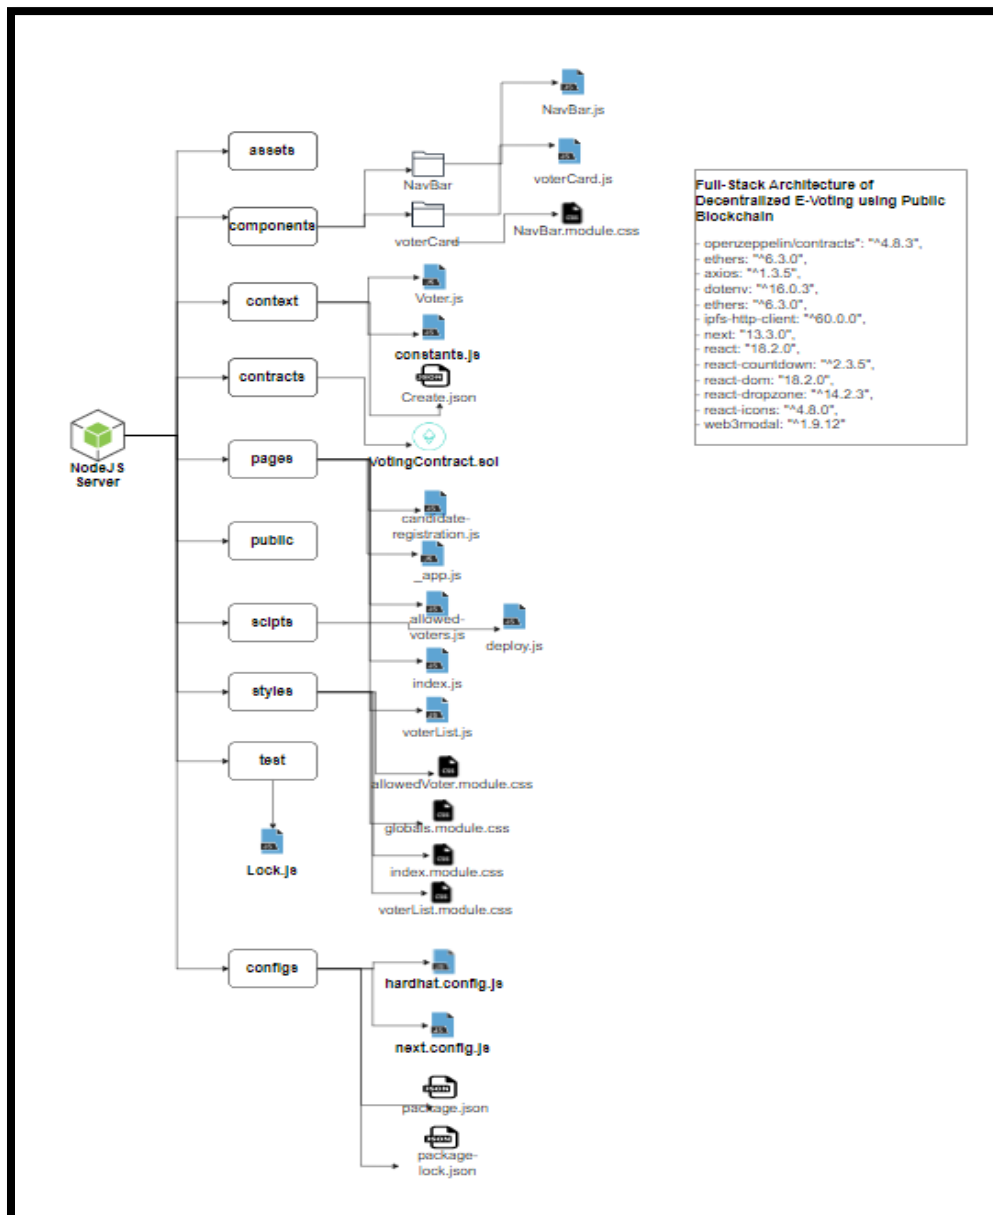 NavBar.js
assets
NavBar
voterCard.js
components
voterCard
NavBar.module.css
Full-Stack Architecture of
Decentralized E-Voting using Public
Blockchain
- openzeppelin/contracts": "^4.8.3",
- ethers: "^6.3.0",
- axios: "^1.3.5",
- dotenv: "^16.0.3",
- ethers: "^6.3.0",
- ipfs-http-client: "^60.0.0",
- next: "13.3.0",
- react: "18.2.0",
- react-countdown: "^2.3.5",
- react-dom: "18.2.0",
- react-dropzone: "^14.2.3",
- react-icons: "^4.8.0",
- web3modal: "^1.9.12"
context
Voter.js
constants.js
contracts
JSON
Create.json
NodeJS
Server
pages
VotingContract.sol
candidate-
registration.js
public
_app.js
scipts
allowed-
voters.js
deploy.js
index.js
styles
voterList.js
test
allowedVoter.module.css
globals.module.css
Lock.js
index.module.css
voterList.module.css
configs
hardhat.config.js
next.config.js
JSON
package.json
JSON
package-
lock.json